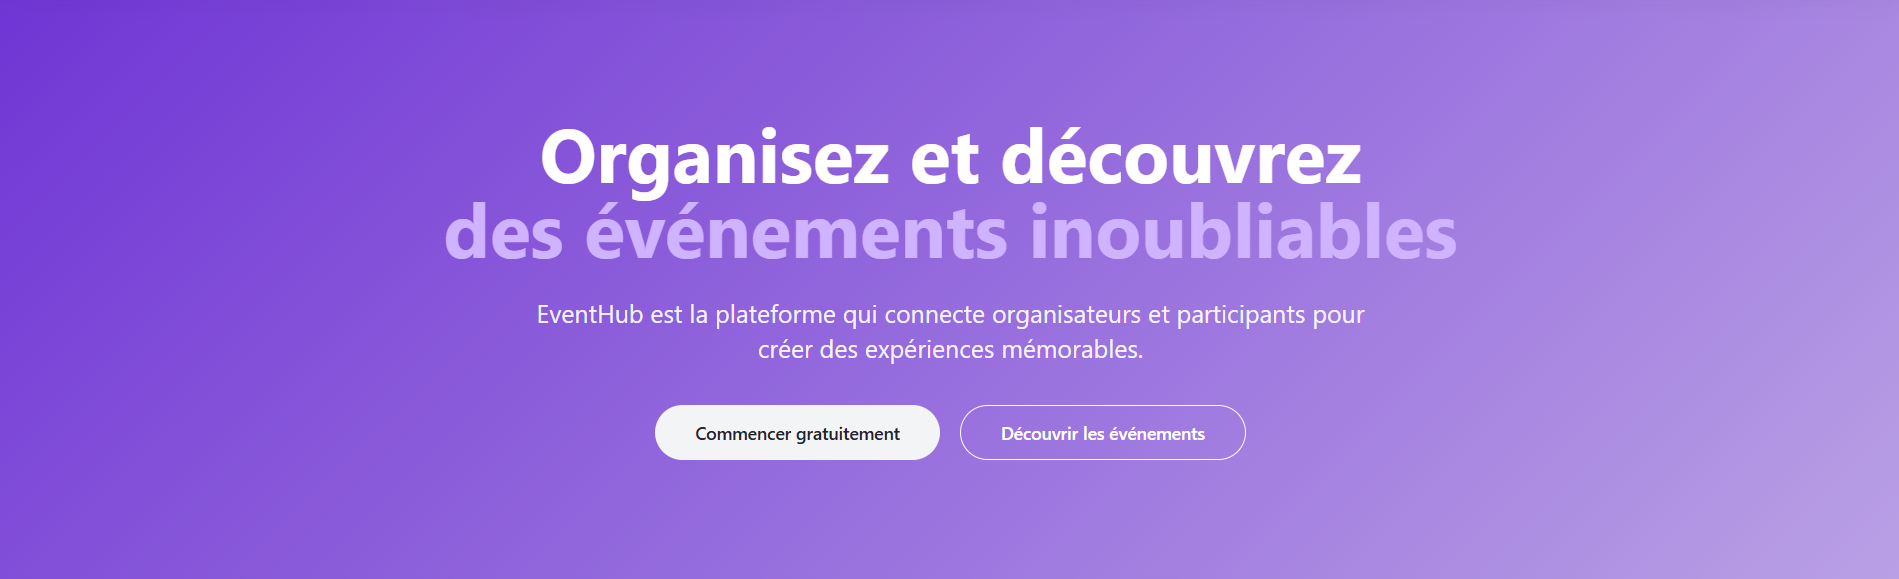 Organisez et découvrez
des événements inoubliables
EventHub est la plateforme qui connecte organisateurs et participants pour
créer des expériences mémorables.
Commencer gratuitement
Découvrir les événements